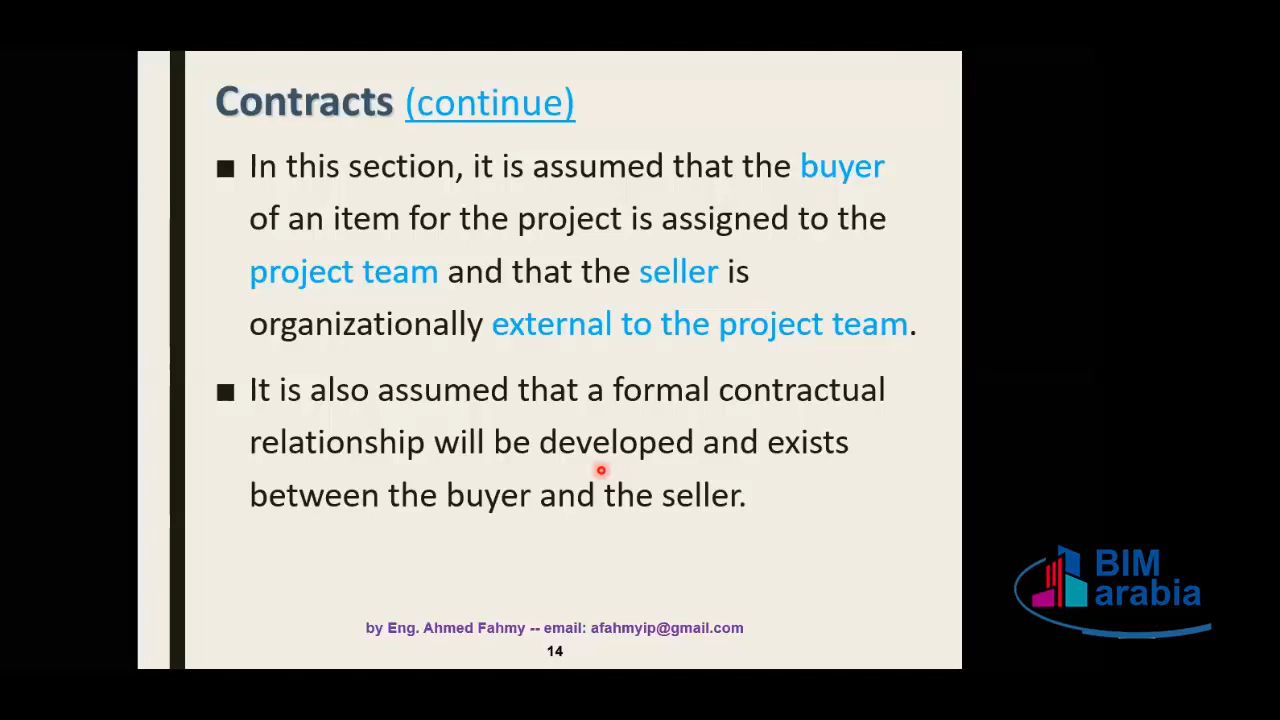 Contracts (continue)
■ In this section, it is assumed that the buyer
of an item for the project is assigned to the
project team and that the seller is
organizationally external to the project team.
■ It is also assumed that a formal contractual
relationship will be developed and exists
between the buyer and the seller.
by Eng. Ahmed Fahmy -- email: afahmyip@gmail.com
14
BIM
arabia